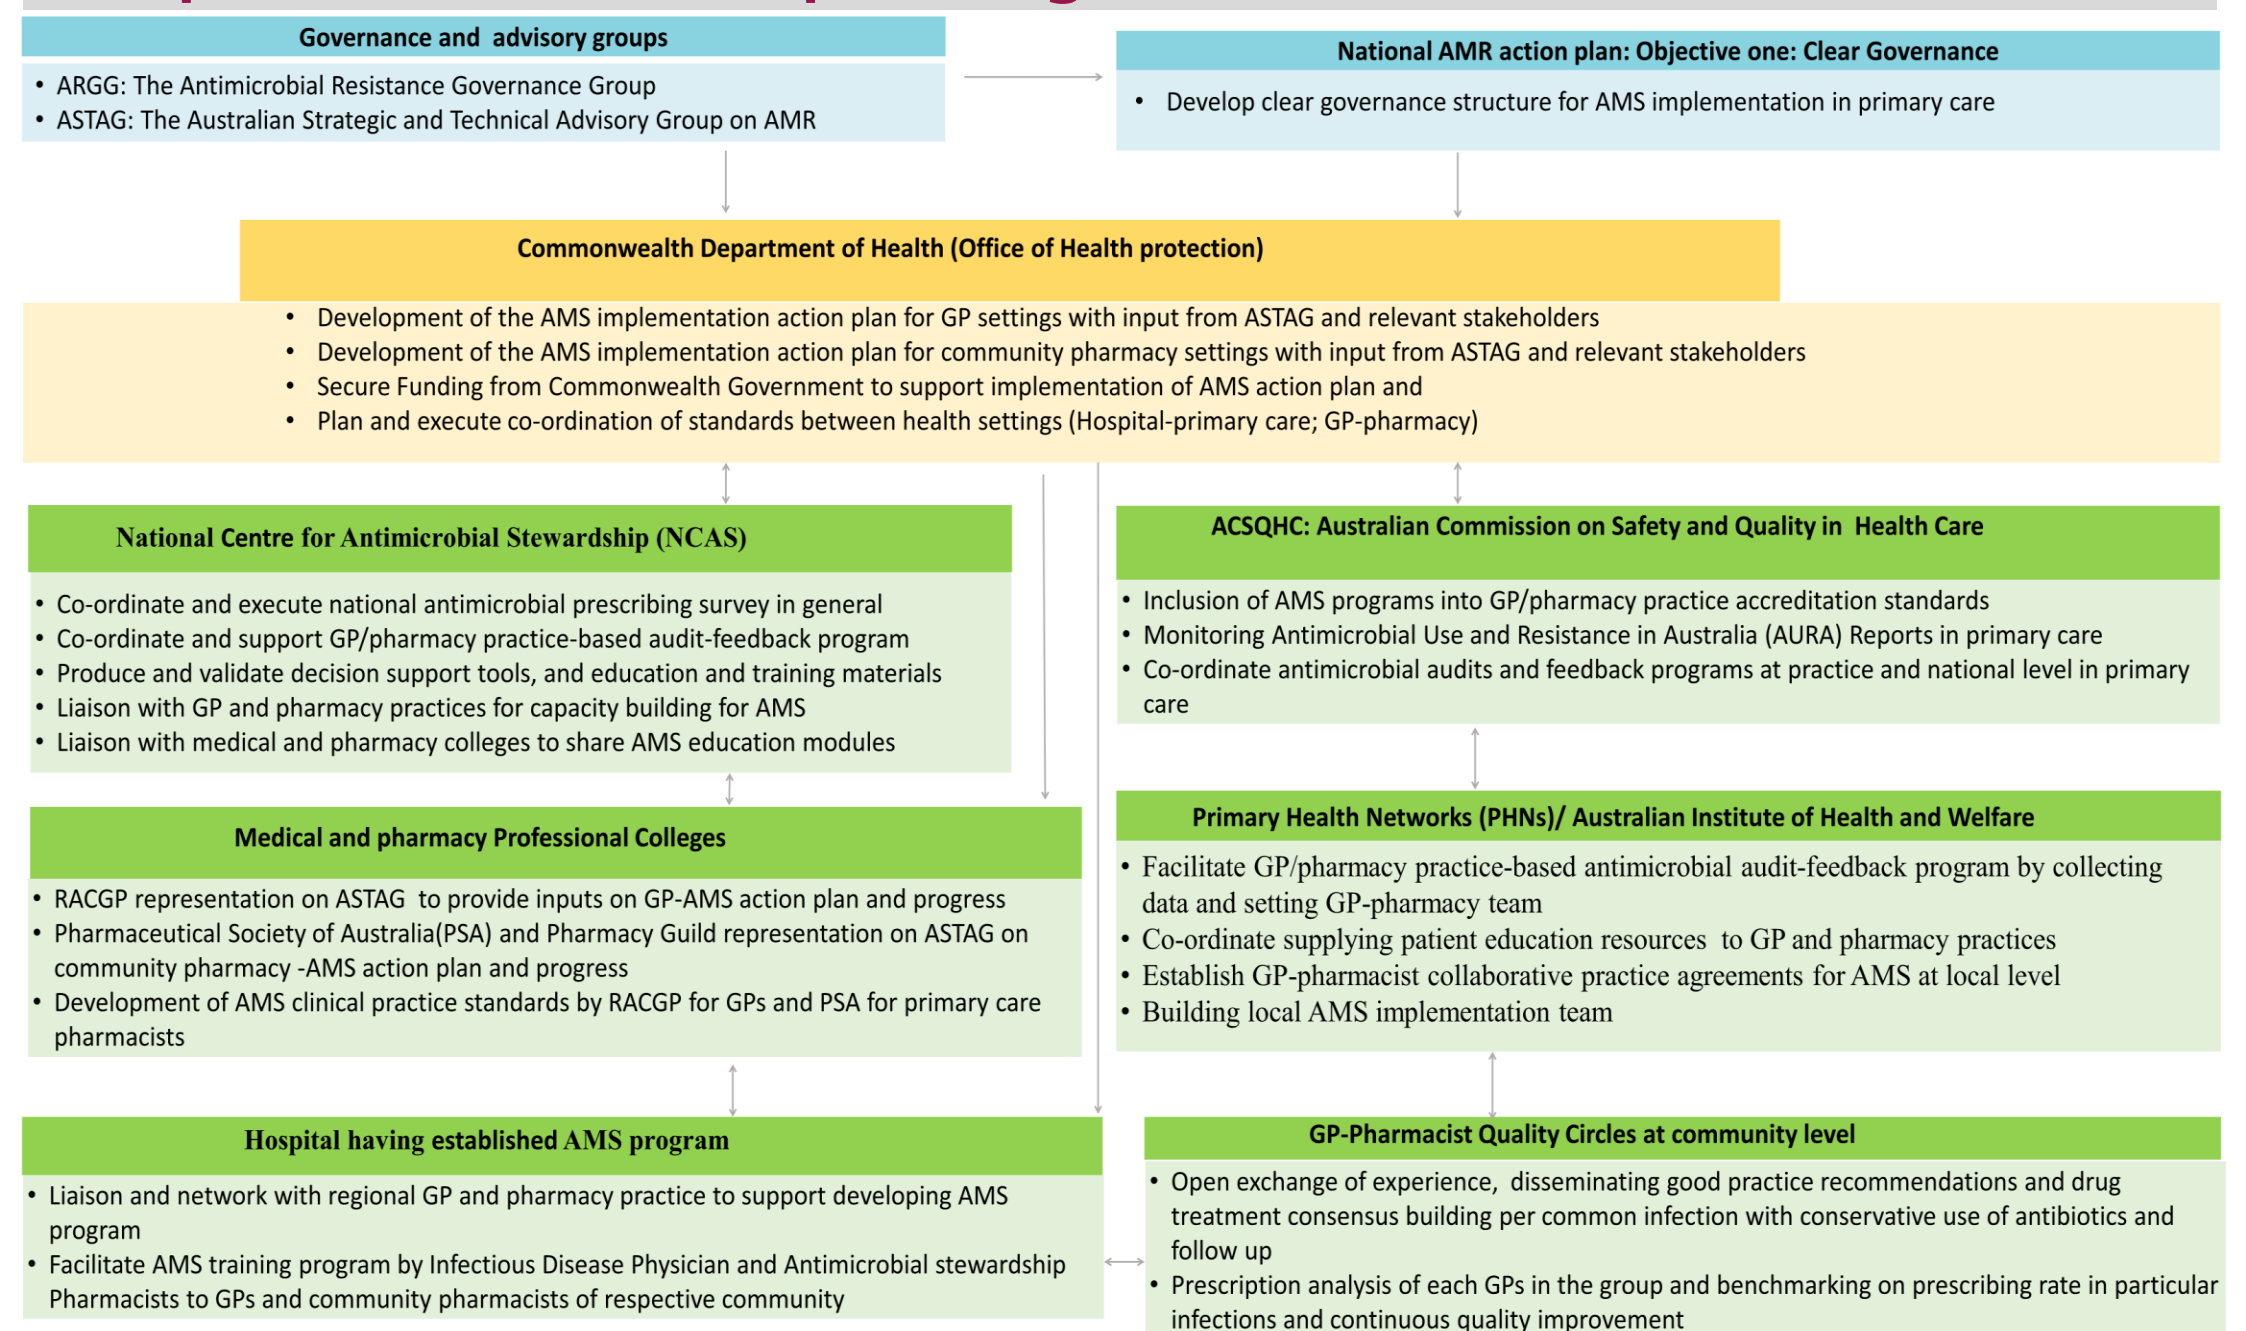 Governance and advisory groups
• ARGG: The Antimicrobial Resistance Governance Group
• ASTAG: The Australian Strategic and Technical Advisory Group on AMR
National AMR action plan: Objective one: Clear Governance
• Develop clear governance structure for AMS implementation in primary care
Commonwealth Department of Health (Office of Health protection)
• Development of the AMS implementation action plan for GP settings with input from ASTAG and relevant stakeholders
• Development of the AMS implementation action plan for community pharmacy settings with input from ASTAG and relevant stakeholders
• Secure Funding from Commonwealth Government to support implementation of AMS action plan and
• Plan and execute co-ordination of standards between health settings (Hospital-primary care; GP-pharmacy)
National Centre for Antimicrobial Stewardship (NCAS)
• Co-ordinate and execute national antimicrobial prescribing survey in general
• Co-ordinate and support GP/pharmacy practice-based audit-feedback program
• Produce and validate decision support tools, and education and training materials
• Liaison with GP and pharmacy practices for capacity building for AMS
• Liaison with medical and pharmacy colleges to share AMS education modules
ACSQHC: Australian Commission on Safety and Quality in Health Care
• Inclusion of AMS programs into GP/pharmacy practice accreditation standards
• Monitoring Antimicrobial Use and Resistance in Australia (AURA) Reports in primary care
• Co-ordinate antimicrobial audits and feedback programs at practice and national level in primary
care
Medical and pharmacy Professional Colleges
• RACGP representation on ASTAG to provide inputs on GP-AMS action plan and progress
• Pharmaceutical Society of Australia(PSA) and Pharmacy Guild representation on ASTAG on
community pharmacy -AMS action plan and progress
• Development of AMS clinical practice standards by RACGP for GPs and PSA for primary care
pharmacists
Primary Health Networks (PHNs)/ Australian Institute of Health and Welfare
• Facilitate GP/pharmacy practice-based antimicrobial audit-feedback program by collecting
data and setting GP-pharmacy team
• Co-ordinate supplying patient education resources to GP and pharmacy practices
• Establish GP-pharmacist collaborative practice agreements for AMS at local level
• Building local AMS implementation team
Hospital having established AMS program
• Liaison and network with regional GP and pharmacy practice to support developing AMS
program
• Facilitate AMS training program by Infectious Disease Physician and Antimicrobial stewardship
Pharmacists to GPs and community pharmacists of respective community
GP-Pharmacist Quality Circles at community level
• Open exchange of experience, disseminating good practice recommendations and drug
treatment consensus building per common infection with conservative use of antibiotics and
follow up
• Prescription analysis of each GPs in the group and benchmarking on prescribing rate in particular
infections and continuous quality improvement